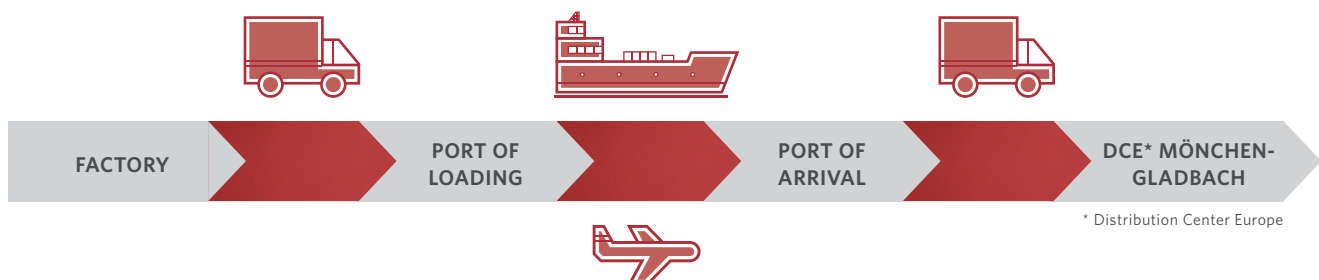 FACTORY
PORT OF
LOADING
PORT OF
ARRIVAL
DCE* MÖNCHEN-
GLADBACH
* Distribution Center Europe